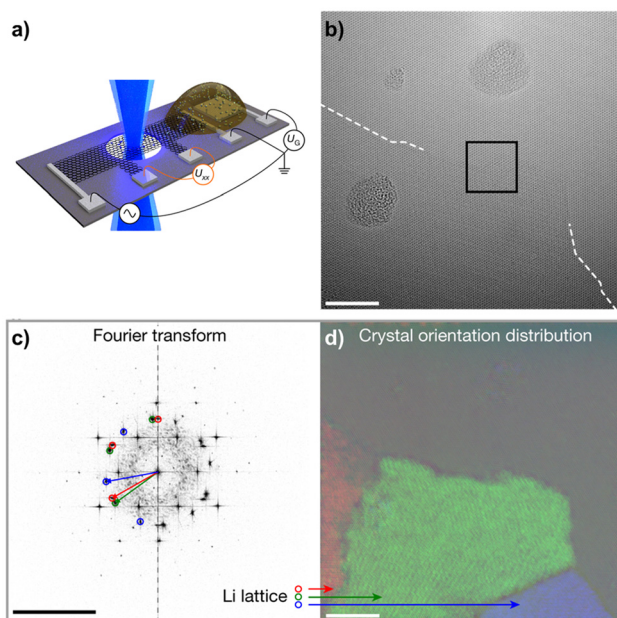 a)
U_G
U_xx
b)
c)
Fourier transform
d)
Crystal orientation distribution
Li lattice